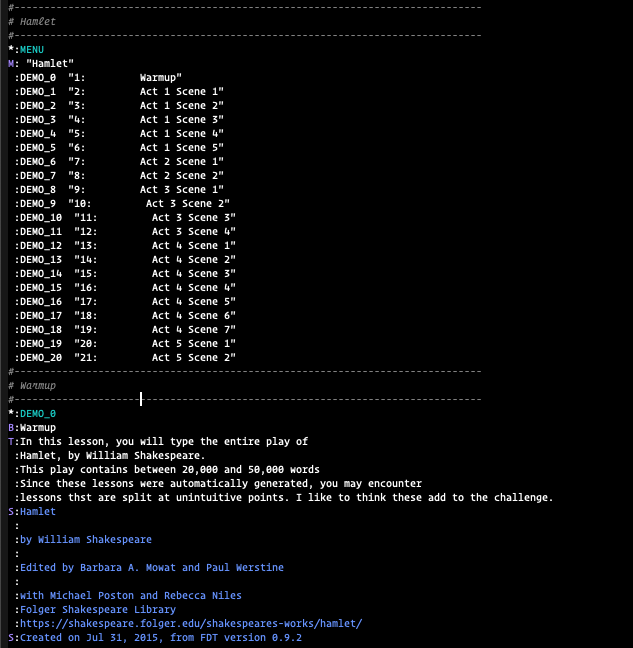 #------------------------------------------------------------------------------
# Hamlet
#------------------------------------------------------------------------------
*:MENU
M: "Hamlet"
 :DEMO_0  "1:         Warmup"
 :DEMO_1  "2:         Act 1 Scene 1"
 :DEMO_2  "3:         Act 1 Scene 2"
 :DEMO_3  "4:         Act 1 Scene 3"
 :DEMO_4  "5:         Act 1 Scene 4"
 :DEMO_5  "6:         Act 1 Scene 5"
 :DEMO_6  "7:         Act 2 Scene 1"
 :DEMO_7  "8:         Act 2 Scene 2"
 :DEMO_8  "9:         Act 3 Scene 1"
 :DEMO_9  "10:         Act 3 Scene 2"
 :DEMO_10  "11:         Act 3 Scene 3"
 :DEMO_11  "12:         Act 3 Scene 4"
 :DEMO_12  "13:         Act 4 Scene 1"
 :DEMO_13  "14:         Act 4 Scene 2"
 :DEMO_14  "15:         Act 4 Scene 3"
 :DEMO_15  "16:         Act 4 Scene 4"
 :DEMO_16  "17:         Act 4 Scene 5"
 :DEMO_17  "18:         Act 4 Scene 6"
 :DEMO_18  "19:         Act 4 Scene 7"
 :DEMO_19  "20:         Act 5 Scene 1"
 :DEMO_20  "21:         Act 5 Scene 2"
#------------------------------------------------------------------------------
# Warmup
#------------------------------------------------------------------------------
*:DEMO_0
B:Warmup
T:In this lesson, you will type the entire play of
 :Hamlet, by William Shakespeare.
 :This play contains between 20,000 and 50,000 words
 :Since these lessons were automatically generated, you may encounter
 :lessons thst are split at unintuitive points. I like to think these add to the challenge.
S:Hamlet
 :
 :by William Shakespeare
 :
 :Edited by Barbara A. Mowat and Paul Werstine
 :
 :with Michael Poston and Rebecca Niles
 :Folger Shakespeare Library
 :https://shakespeare.folger.edu/shakespeares-works/hamlet/
S:Created on Jul 31, 2015, from FDT version 0.9.2